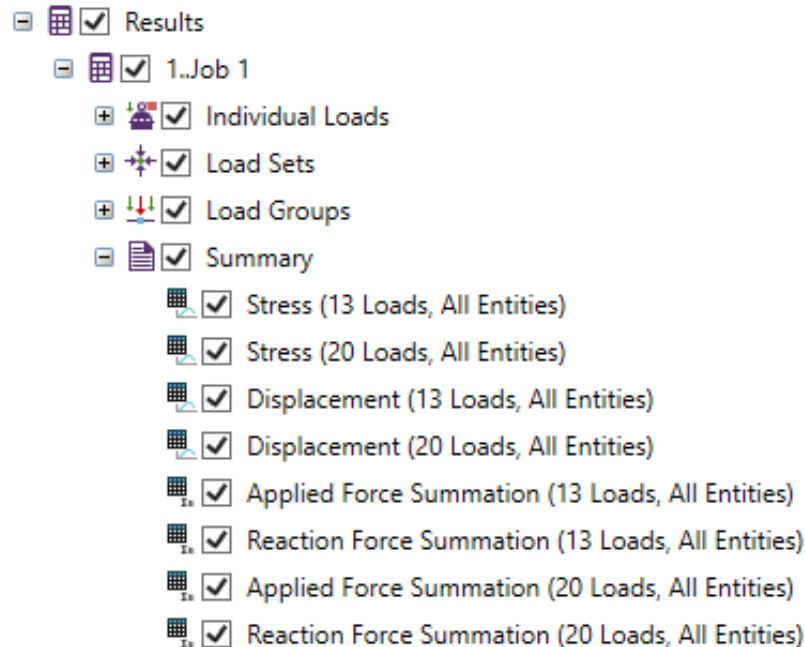 Results
1..Job 1
Individual Loads
Load Sets
Load Groups
Summary
Stress (13 Loads, All Entities)
Stress (20 Loads, All Entities)
Displacement (13 Loads, All Entities)
Displacement (20 Loads, All Entities)
Applied Force Summation (13 Loads, All Entities)
Reaction Force Summation (13 Loads, All Entities)
Applied Force Summation (20 Loads, All Entities)
Reaction Force Summation (20 Loads, All Entities)